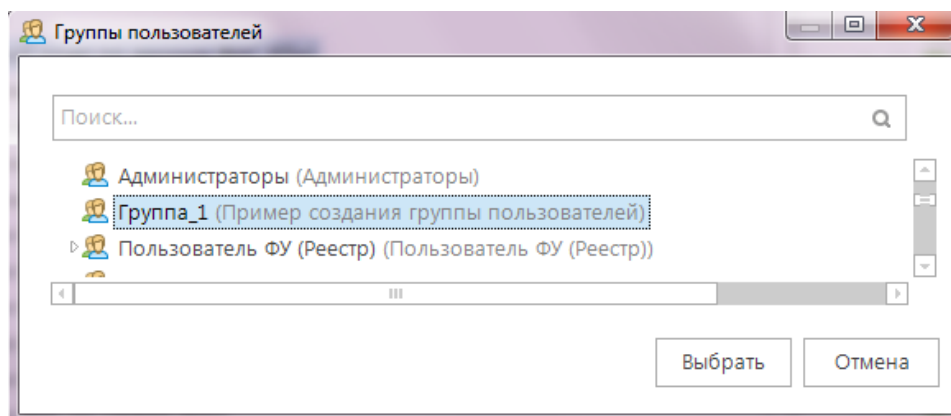 Группы пользователей
Поиск...
Администраторы (Администраторы)
Группа_1 (Пример создания группы пользователей)
Пользователь ФУ (Реестр) (Пользователь ФУ (Реестр))
Выбрать Отмена